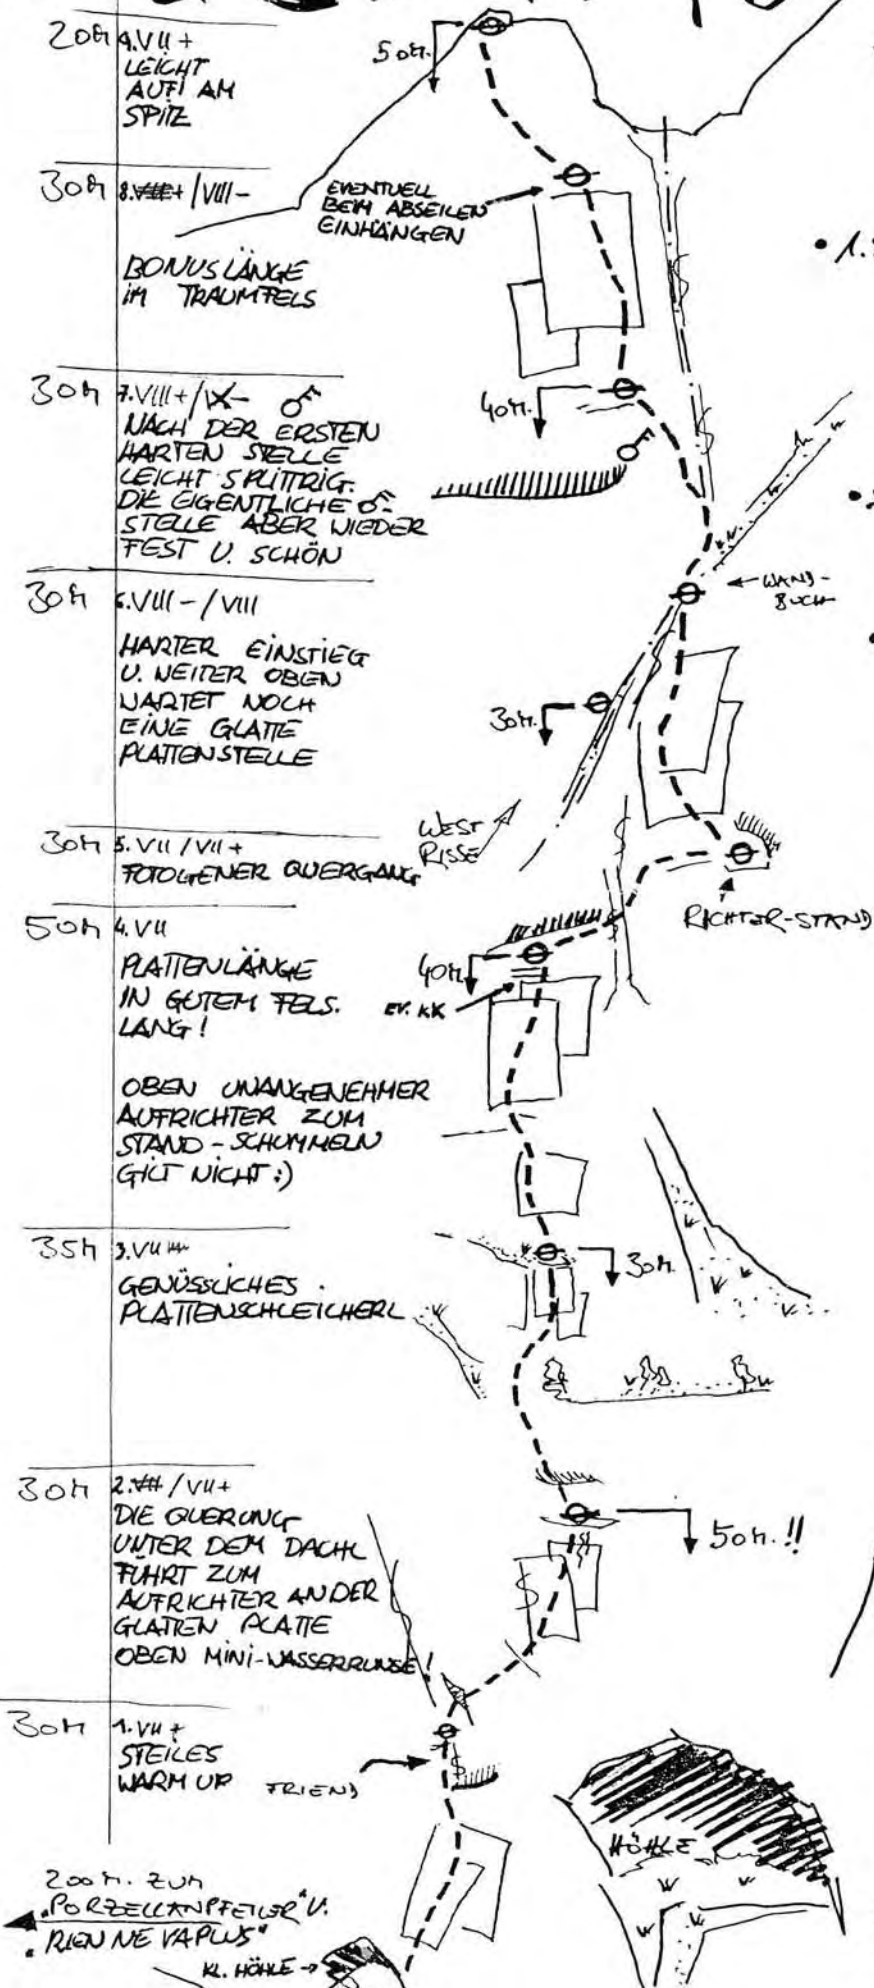 20M 9.VII+
LEICHT
AUF! AM
SPITZ
50M.
30M 8. /VIII-
BONUSLÄNGE
IM TRAUMFELS
EVENTUELL
BEIM ABSEILEN
EINHÄNGEN
• 1.
30M 7.VIII+/IX-
NACH DER ERSTEN
HARTEN STELLE
LEICHT SPLITTRIG.
DIE EIGENTLICHE
STELLE ABER WIEDER
FEST U. SCHÖN
40M.
30M 6.VIII-/VIII
HARTER EINSTIEG
U. WEITER OBEN
WARTET NOCH
EINE GLATTE
PLATTENSTELLE
WAND-
BUCH
30M.
WEST
RISSE
30M 5.VII/VII+
FOTOGENER QUERGANG
RICHTER-STAND
50M 4.VII
PLATTENLÄNGE
IN GUTEM FELS.
LANG!
OBEN UNANGENEHMER
AUFRICHTER ZUM
STAND-SCHUMMELN
GILT NICHT:)
40M
EV. KK
35M 3.VII
GENÜSSLICHES
PLATTENSCHLEICHERL
30M.
30M 2. /VII+
DIE QUERUNG
UNTER DEM DACHL
FÜHRT ZUM
AUFRICHTER AN DER
GLATTEN PLATTE
OBEN MINI-WASSERRUNSE!
50M.!!
30M 1.VII+
STEILES
WARM UP
FRIEND
HÖHLE
200M. ZUM
"PORZELLANPFEILER" U.
"RIEN NE VA PLUS"
KL. HÖHLE